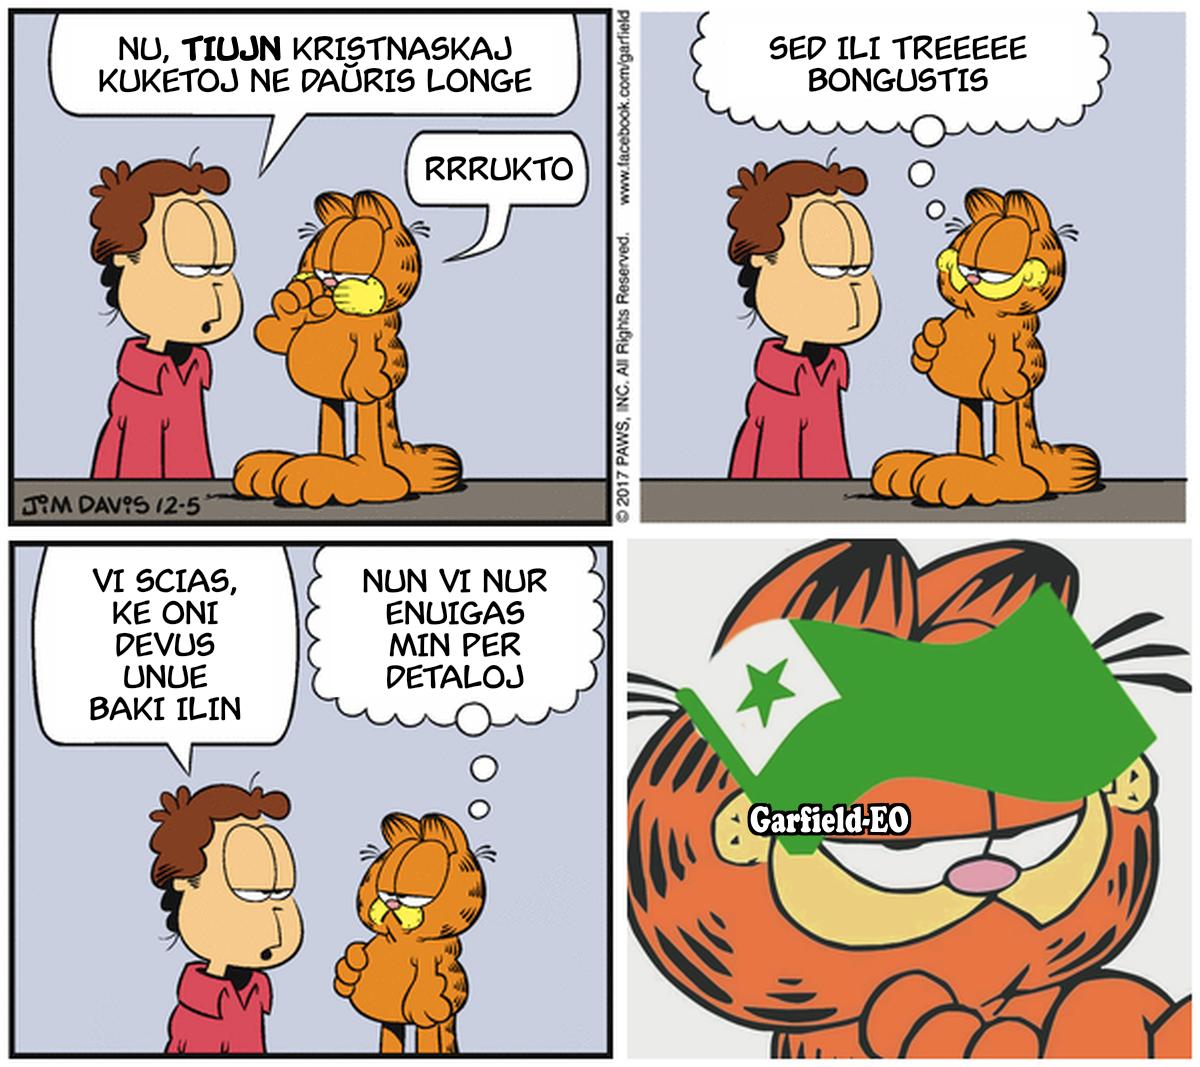 NU, TIUJN KRISTNASKAJ
KUKETOJ NE DAŬRIS LONGE
RRRUKTO
JIM DAVIS 12-5
© 2017 PAWS, INC. All Rights Reserved. www.facebook.com/garfield
SED ILI TREEEEE
BONGUSTIS
VI SCIAS,
KE ONI
DEVUS
UNUE
BAKI ILIN
NUN VI NUR
ENUIGAS
MIN PER
DETALOJ
Garfield-EO